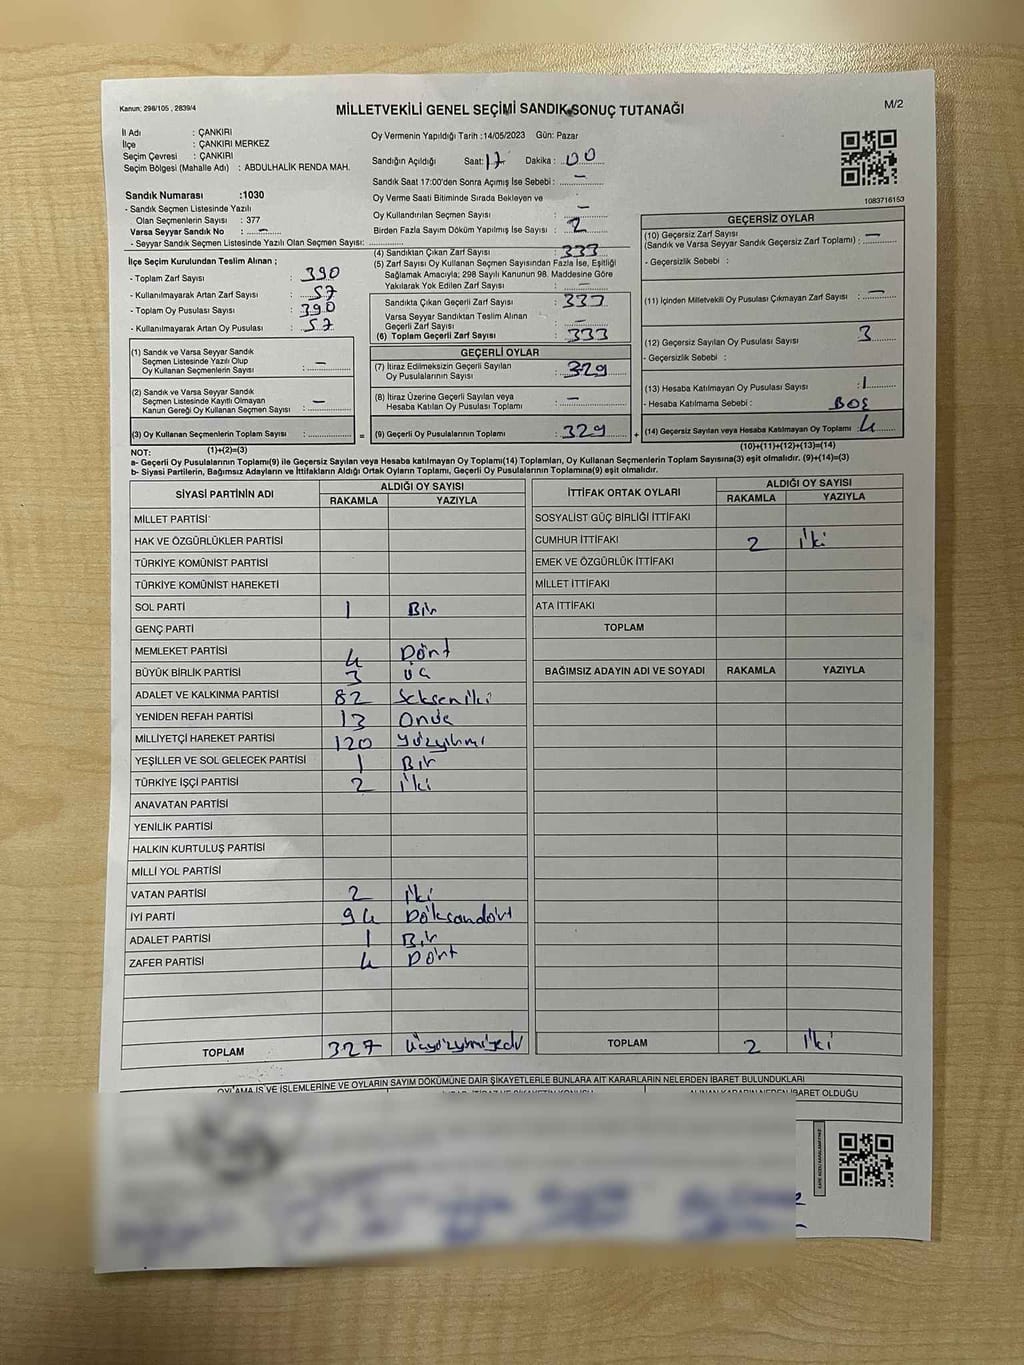 Kanun; 298/105 , 2839/4
MİLLETVEKİLİ GENEL SEÇİMİ SANDIK SONUÇ TUTANAĞI
M/2
İl Adı : ÇANKIRI
İlçe : ÇANKIRI MERKEZ
Seçim Çevresi : ÇANKIRI
Seçim Bölgesi (Mahalle Adı) : ABDULHALİK RENDA MAH.
Sandık Numarası :1030
- Sandık Seçmen Listesinde Yazılı
Olan Seçmenlerin Sayısı : 377
Varsa Seyyar Sandık No : –
- Seyyar Sandık Seçmen Listesinde Yazılı Olan Seçmen Sayısı:
İlçe Seçim Kurulundan Teslim Alınan ;
- Toplam Zarf Sayısı : 390
- Kullanılmayarak Artan Zarf Sayısı : 57
- Toplam Oy Pusulası Sayısı : 390
- Kullanılmayarak Artan Oy Pusulası : 57
(1) Sandık ve Varsa Seyyar Sandık
Seçmen Listesinde Yazılı Olup
Oy Kullanan Seçmenlerin Sayısı : –
(2) Sandık ve Varsa Seyyar Sandık
Seçmen Listesinde Kayıtlı Olmayan
Kanun Gereği Oy Kullanan Seçmen Sayısı : –
(3) Oy Kullanan Seçmenlerin Toplam Sayısı :
Oy Vermenin Yapıldığı Tarih :14/05/2023 Gün: Pazar
Sandığın Açıldığı Saat: 17 Dakika : 00
Sandık Saat 17:00'den Sonra Açımış İse Sebebi : –
Oy Verme Saati Bitiminde Sırada Bekleyen ve
Oy Kullandırılan Seçmen Sayısı : –
Birden Fazla Sayım Döküm Yapılmış İse Sayısı : 2
(4) Sandıktan Çıkan Zarf Sayısı : 333
(5) Zarf Sayısı Oy Kullanan Seçmen Sayısından Fazla İse, Eşitliği
Sağlamak Amacıyla; 298 Sayılı Kanunun 98. Maddesine Göre
Yakılarak Yok Edilen Zarf Sayısı : –
Sandıkta Çıkan Geçerli Zarf Sayısı : 333
Varsa Seyyar Sandıktan Teslim Alınan
Geçerli Zarf Sayısı : –
(6) Toplam Geçerli Zarf Sayısı : 333
GEÇERLİ OYLAR
(7) İtiraz Edilmeksizin Geçerli Sayılan
Oy Pusulalarının Sayısı : 329
(8) İtiraz Üzerine Geçerli Sayılan veya
Hesaba Katılan Oy Pusulası Toplamı : –
= (9) Geçerli Oy Pusulalarının Toplamı : 329 +
1083716153
GEÇERSİZ OYLAR
(10) Geçersiz Zarf Sayısı
(Sandık ve Varsa Seyyar Sandık Geçersiz Zarf Toplamı) : –
- Geçersizlik Sebebi :
(11) İçinden Milletvekili Oy Pusulası Çıkmayan Zarf Sayısı : –
(12) Geçersiz Sayılan Oy Pusulası Sayısı 3
- Geçersizlik Sebebi :
(13) Hesaba Katılmayan Oy Pusulası Sayısı : 1
- Hesaba Katılmama Sebebi : BOŞ
(14) Geçersiz Sayılan veya Hesaba Katılmayan Oy Toplamı : 4
NOT: (1)+(2)=(3) (10)+(11)+(12)+(13)=(14)
a- Geçerli Oy Pusulalarının Toplamı(9) ile Geçersiz Sayılan veya Hesaba katılmayan Oy Toplamı(14) Toplamları, Oy Kullanan Seçmenlerin Toplam Sayısına(3) eşit olmalıdır. (9)+(14)=(3)
b- Siyasi Partilerin, Bağımsız Adayların ve İttifakların Aldığı Ortak Oyların Toplamı, Geçerli Oy Pusulalarının Toplamına(9) eşit olmalıdır.
SİYASİ PARTİNİN ADI ALDIĞI OY SAYISI
RAKAMLA YAZIYLA
MİLLET PARTİSİ
HAK VE ÖZGÜRLÜKLER PARTİSİ
TÜRKİYE KOMÜNİST PARTİSİ
TÜRKİYE KOMÜNİST HAREKETİ
SOL PARTİ 1 Bir
GENÇ PARTİ
MEMLEKET PARTİSİ 4 Dört
BÜYÜK BİRLİK PARTİSİ 3 üç
ADALET VE KALKINMA PARTİSİ 82 Seksen iki
YENİDEN REFAH PARTİSİ 13 Onüç
MİLLİYETÇİ HAREKET PARTİSİ 120 Yüzyirmi
YEŞİLLER VE SOL GELECEK PARTİSİ 1 Bir
TÜRKİYE İŞÇİ PARTİSİ 2 iki
ANAVATAN PARTİSİ
YENİLİK PARTİSİ
HALKIN KURTULUŞ PARTİSİ
MİLLİ YOL PARTİSİ
VATAN PARTİSİ 2 iki
İYİ PARTİ 94 Doksandört
ADALET PARTİSİ 1 Bir
ZAFER PARTİSİ 4 Dört
TOPLAM 327 Üçyüzyirmiyedi
İTTİFAK ORTAK OYLARI ALDIĞI OY SAYISI
RAKAMLA YAZIYLA
SOSYALİST GÜÇ BİRLİĞİ İTTİFAKI
CUMHUR İTTİFAKI 2 iki
EMEK VE ÖZGÜRLÜK İTTİFAKI
MİLLET İTTİFAKI
ATA İTTİFAKI
TOPLAM
BAĞIMSIZ ADAYIN ADI VE SOYADI RAKAMLA YAZIYLA
TOPLAM 2 iki
İŞLEMLERİNE VE OYLARIN SAYIM DÖKÜMÜNE DAİR ŞİKAYETLERLE BUNLARA AİT KARARLARIN NELERDEN İBARET BULUNDUKLARI
ALINAN KARARIN NEDEN İBARET OLDUĞU